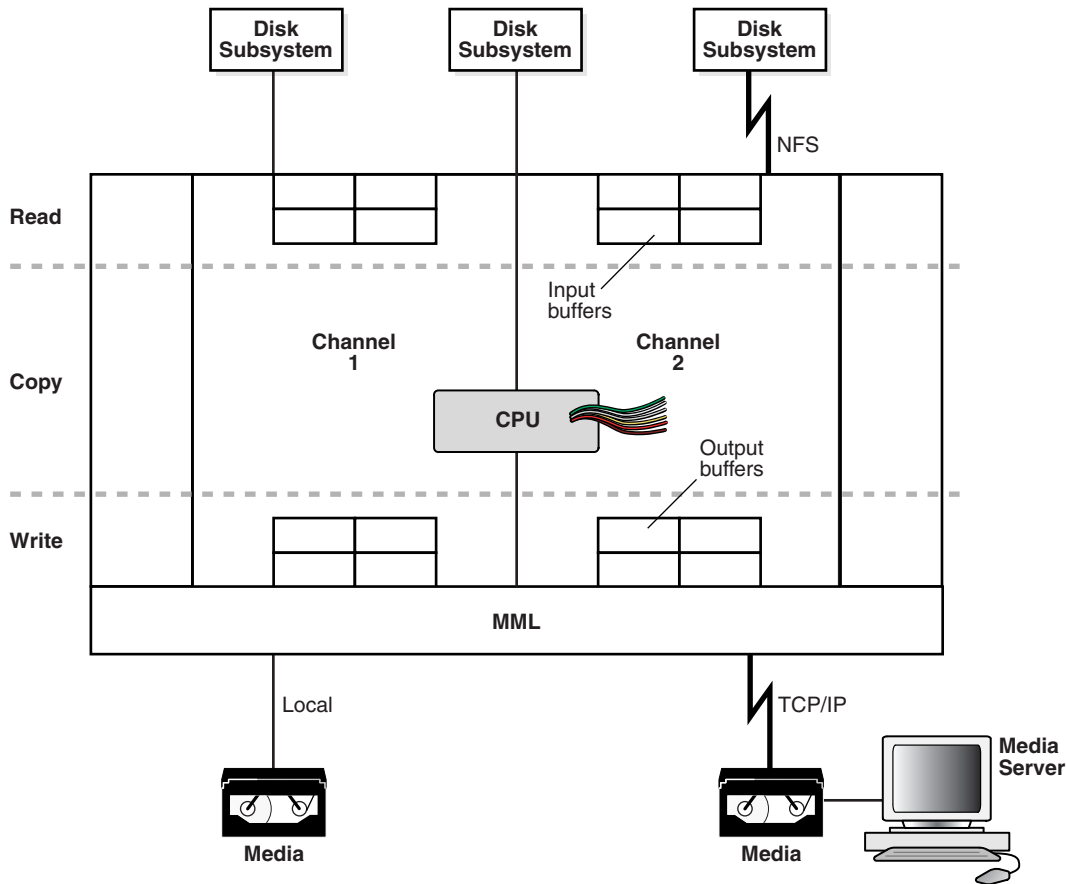 Disk
Subsystem
Disk
Subsystem
Disk
Subsystem
NFS
Read
Input
buffers
Channel
1
Channel
2
Copy
CPU
Output
buffers
Write
MML
Local
TCP/IP
Media
Server
Media
Media